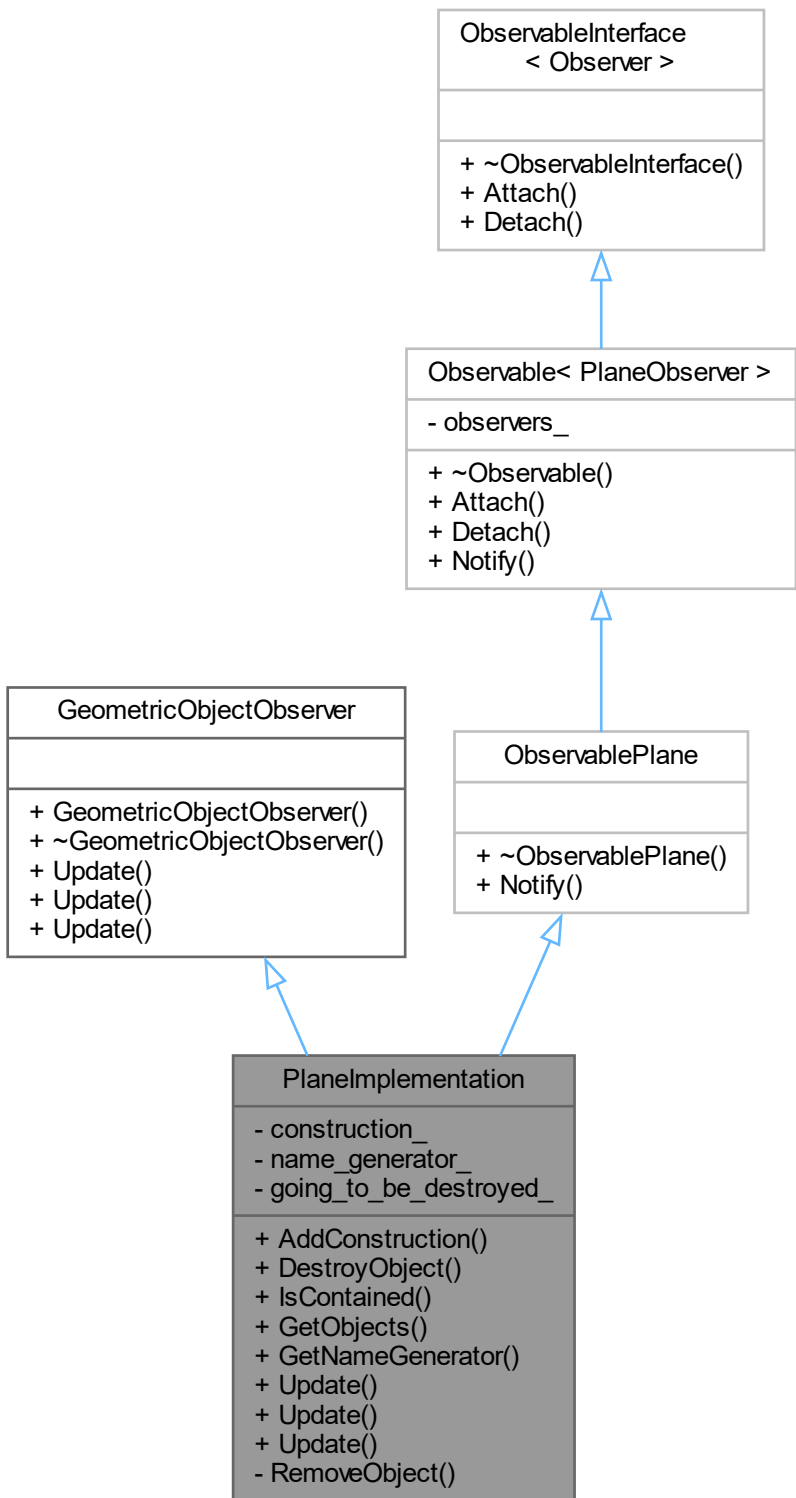 ObservableInterface
< Observer >
+ ~ObservableInterface()
+ Attach()
+ Detach()
Observable< PlaneObserver >
- observers_
+ ~Observable()
+ Attach()
+ Detach()
+ Notify()
GeometricObjectObserver
+ GeometricObjectObserver()
+ ~GeometricObjectObserver()
+ Update()
+ Update()
+ Update()
ObservablePlane
+ ~ObservablePlane()
+ Notify()
PlaneImplementation
- construction_
- name_generator_
- going_to_be_destroyed_
+ AddConstruction()
+ DestroyObject()
+ IsContained()
+ GetObjects()
+ GetNameGenerator()
+ Update()
+ Update()
+ Update()
- RemoveObject()